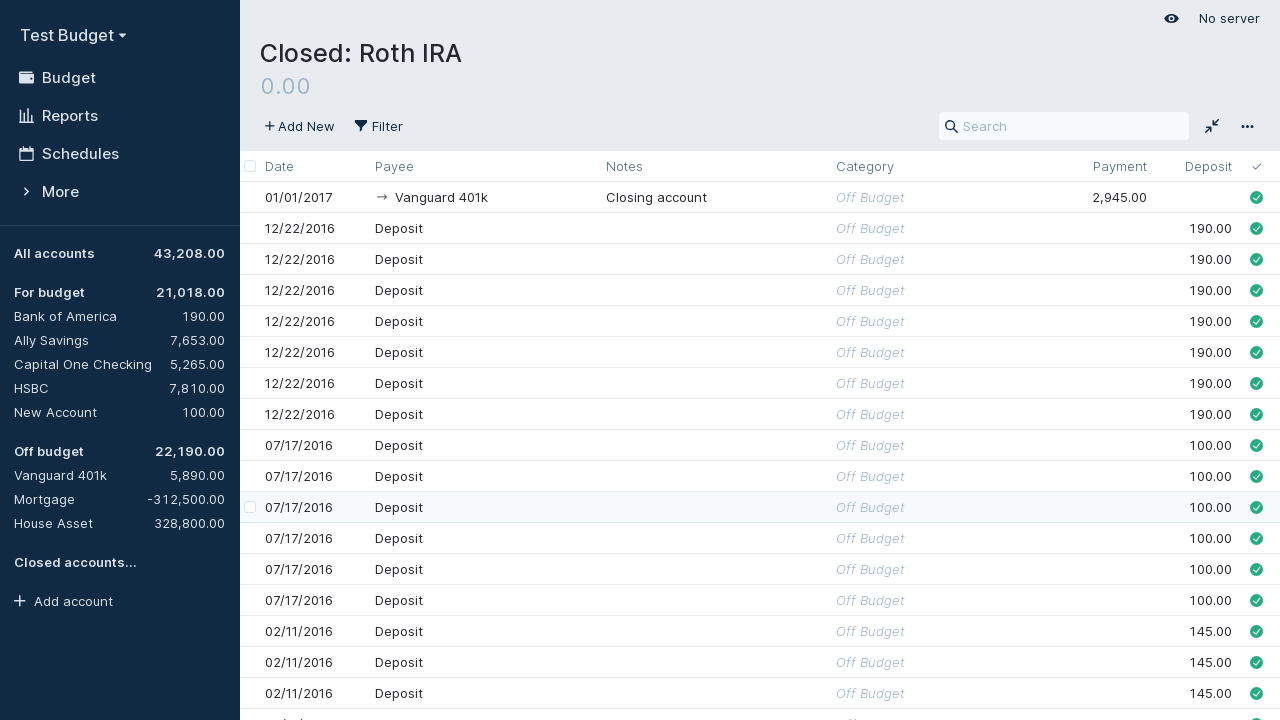 Test Budget
Budget
Reports
Schedules
More
All accounts 43,208.00
For budget 21,018.00
Bank of America 190.00
Ally Savings 7,653.00
Capital One Checking 5,265.00
HSBC 7,810.00
New Account 100.00
Off budget 22,190.00
Vanguard 401k 5,890.00
Mortgage -312,500.00
House Asset 328,800.00
Closed accounts...
Add account
No server
Closed: Roth IRA
0.00
Add New Filter Search
Date Payee Notes Category Payment Deposit
01/01/2017 → Vanguard 401k Closing account Off Budget 2,945.00
12/22/2016 Deposit Off Budget 190.00
12/22/2016 Deposit Off Budget 190.00
12/22/2016 Deposit Off Budget 190.00
12/22/2016 Deposit Off Budget 190.00
12/22/2016 Deposit Off Budget 190.00
12/22/2016 Deposit Off Budget 190.00
12/22/2016 Deposit Off Budget 190.00
07/17/2016 Deposit Off Budget 100.00
07/17/2016 Deposit Off Budget 100.00
07/17/2016 Deposit Off Budget 100.00
07/17/2016 Deposit Off Budget 100.00
07/17/2016 Deposit Off Budget 100.00
07/17/2016 Deposit Off Budget 100.00
02/11/2016 Deposit Off Budget 145.00
02/11/2016 Deposit Off Budget 145.00
02/11/2016 Deposit Off Budget 145.00